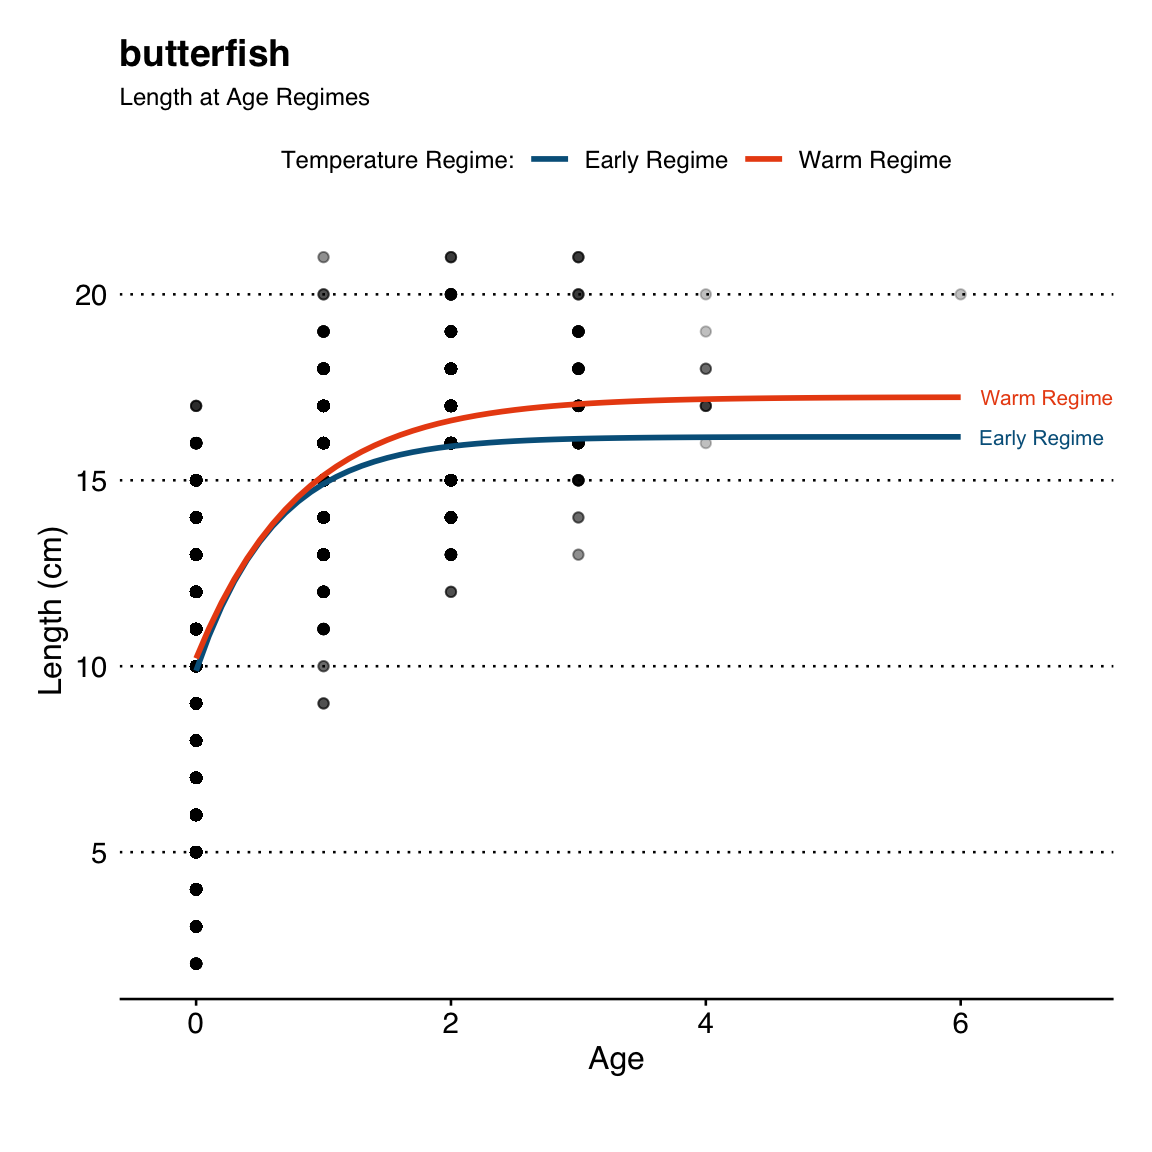 butterfish
Length at Age Regimes
Temperature Regime: Early Regime Warm Regime
20
15
10
5
Length (cm)
Warm Regime
Early Regime
0 2 4 6
Age